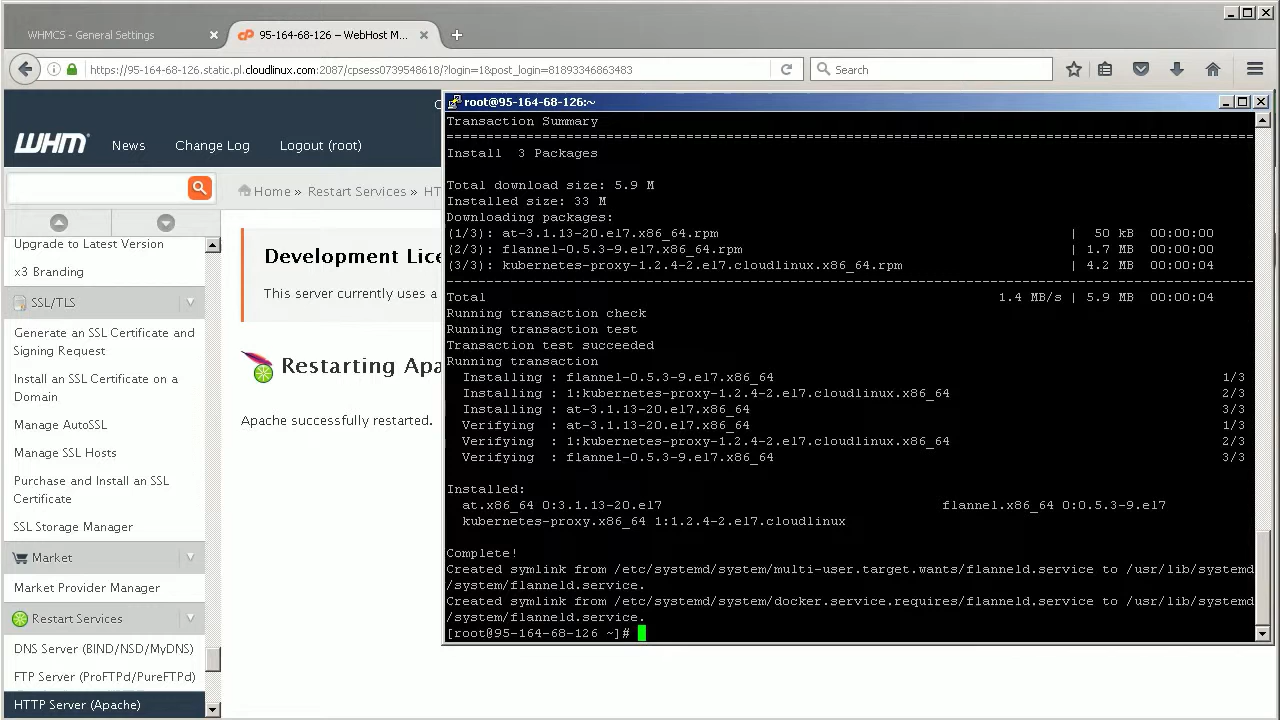 WHMCS - General Settings
95-164-68-126 – WebHost M...
https://95-164-68-126.static.pl.cloudlinux.com:2087/cpsess0739548618/?login=1&post_login=81893346863483
Search
WHM
News
Change Log
Logout (root)
Home » Restart Services » HT
Upgrade to Latest Version
x3 Branding
SSL/TLS
Generate an SSL Certificate and
Signing Request
Install an SSL Certificate on a
Domain
Manage AutoSSL
Manage SSL Hosts
Purchase and Install an SSL
Certificate
SSL Storage Manager
Market
Market Provider Manager
Restart Services
DNS Server (BIND/NSD/MyDNS)
FTP Server (ProFTPd/PureFTPd)
HTTP Server (Apache)
Development Lice
This server currently uses a
Restarting Apa
Apache successfully restarted.
root@95-164-68-126:~
Transaction Summary
================================================================================
Install  3 Packages
Total download size: 5.9 M
Installed size: 33 M
Downloading packages:
(1/3): at-3.1.13-20.el7.x86_64.rpm | 50 kB 00:00:00
(2/3): flannel-0.5.3-9.el7.x86_64.rpm | 1.7 MB 00:00:00
(3/3): kubernetes-proxy-1.2.4-2.el7.cloudlinux.x86_64.rpm | 4.2 MB 00:00:04
--------------------------------------------------------------------------------
Total 1.4 MB/s | 5.9 MB 00:00:04
Running transaction check
Running transaction test
Transaction test succeeded
Running transaction
Installing : flannel-0.5.3-9.el7.x86_64 1/3
Installing : 1:kubernetes-proxy-1.2.4-2.el7.cloudlinux.x86_64 2/3
Installing : at-3.1.13-20.el7.x86_64 3/3
Verifying : at-3.1.13-20.el7.x86_64 1/3
Verifying : 1:kubernetes-proxy-1.2.4-2.el7.cloudlinux.x86_64 2/3
Verifying : flannel-0.5.3-9.el7.x86_64 3/3
Installed:
at.x86_64 0:3.1.13-20.el7 flannel.x86_64 0:0.5.3-9.el7
kubernetes-proxy.x86_64 1:1.2.4-2.el7.cloudlinux
Complete!
Created symlink from /etc/systemd/system/multi-user.target.wants/flanneld.service to /usr/lib/systemd
/system/flanneld.service.
Created symlink from /etc/systemd/system/docker.service.requires/flanneld.service to /usr/lib/systemd
/system/flanneld.service.
[root@95-164-68-126 ~]#